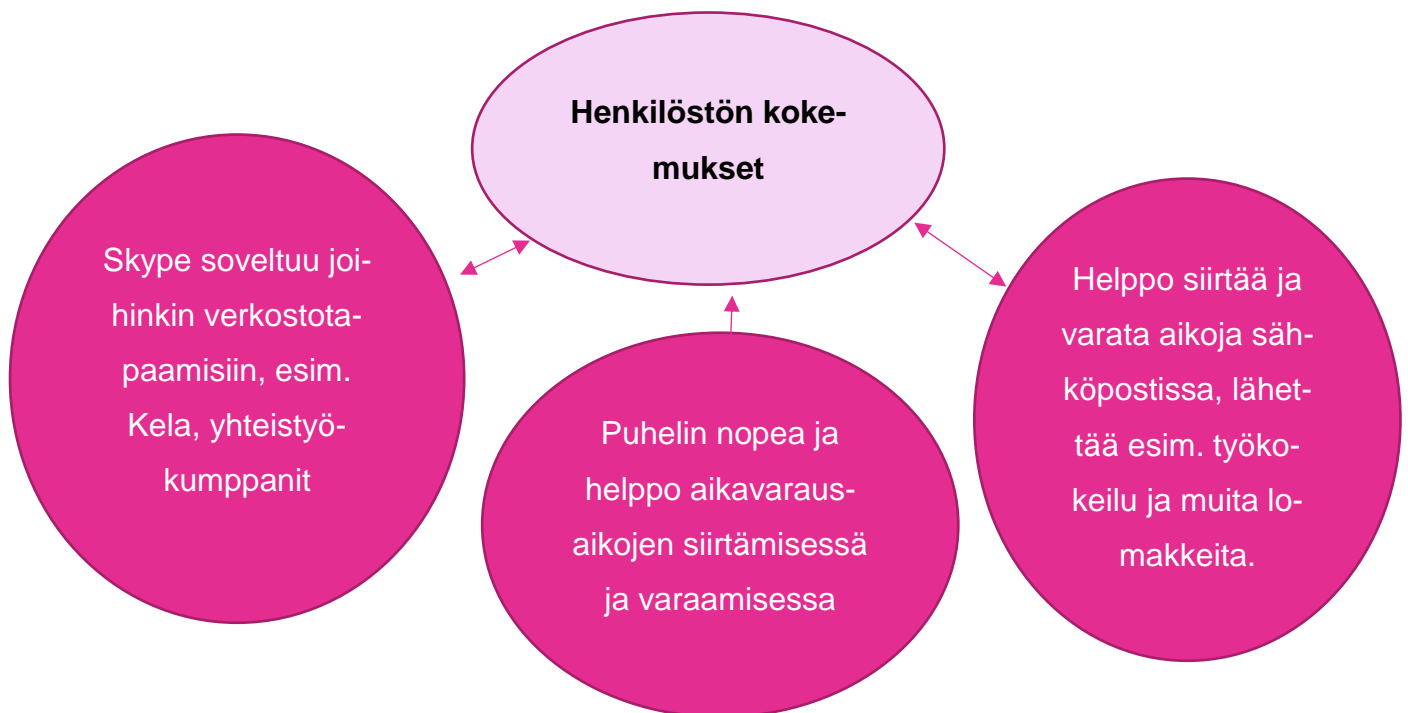 Henkilöstön koke-
mukset
Skype soveltuu joi-
hinkin verkostota-
paamisiin, esim.
Kela, yhteistyö-
kumppanit
Puhelin nopea ja
helppo aikavaraus-
aikojen siirtämisessä
ja varaamisessa
Helppo siirtää ja
varata aikoja säh-
köpostissa, lähet-
tää esim. työko-
keilu ja muita lo-
makkeita.